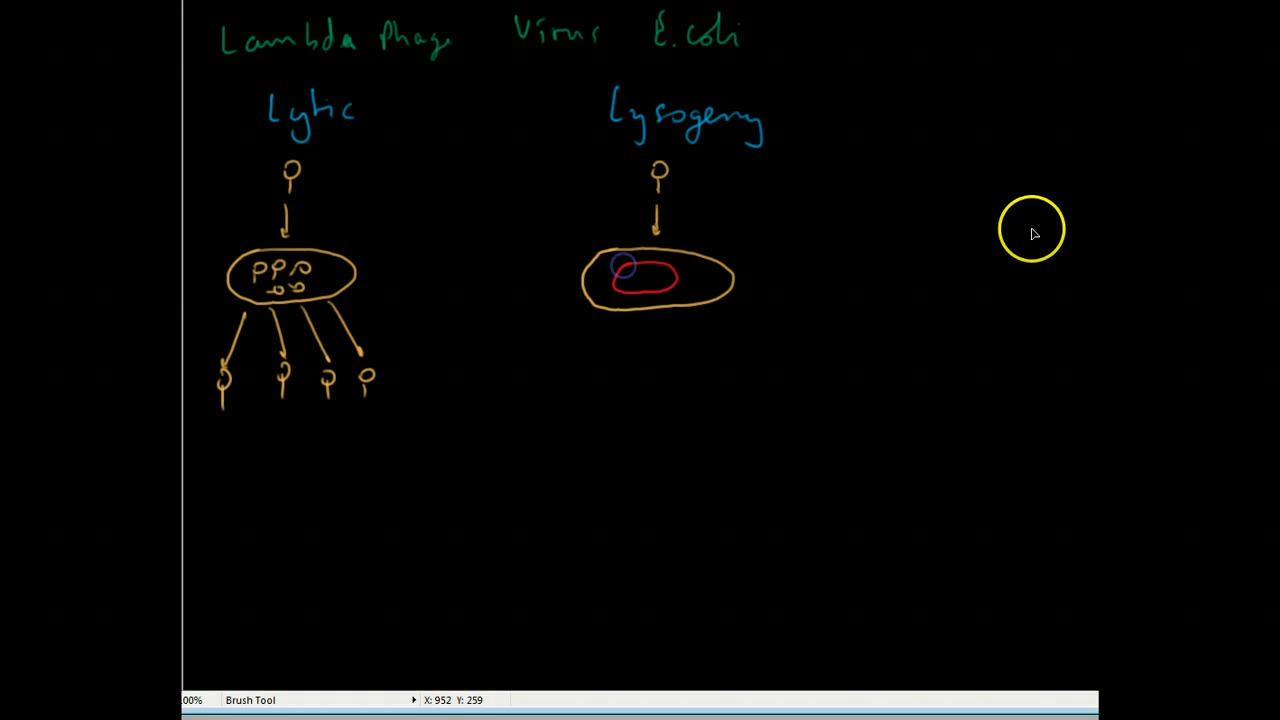 Lambda Phage Virus E.coli
Lytic Lysogeny
00% Brush Tool X: 952 Y: 259